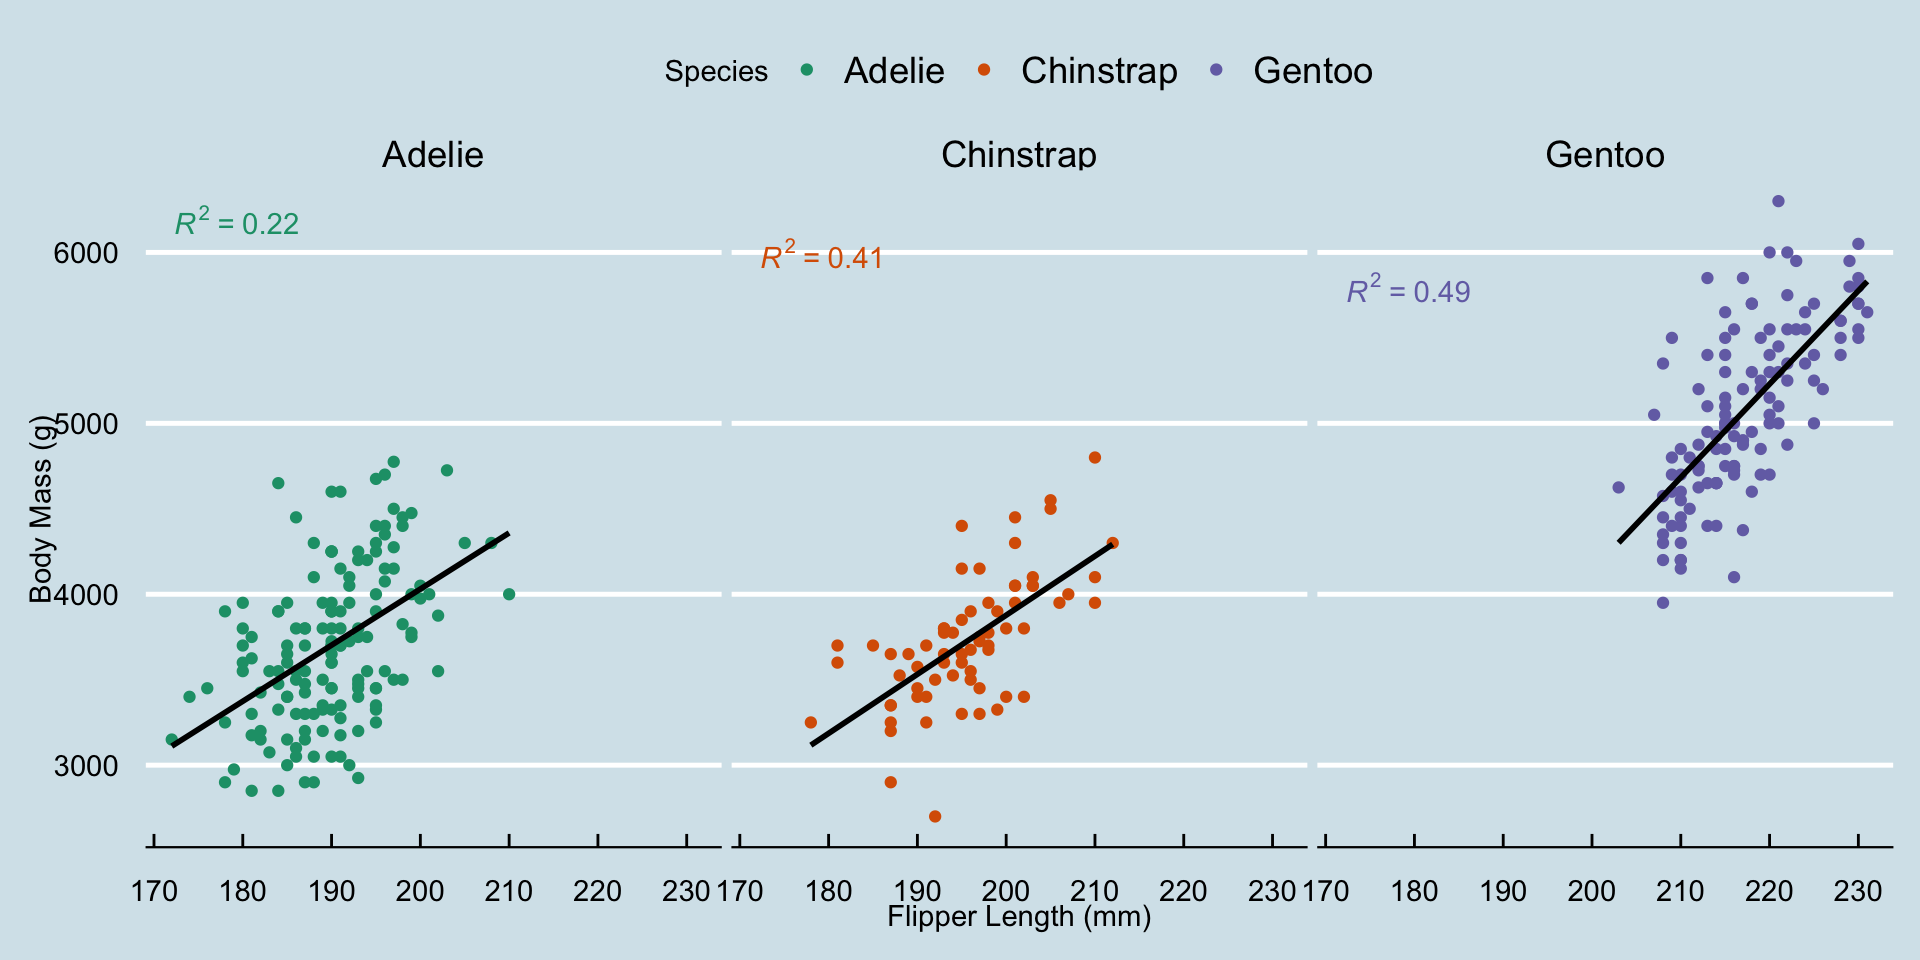 Species Adelie Chinstrap Gentoo
Adelie Chinstrap Gentoo
R² = 0.22
R² = 0.41
R² = 0.49
6000
5000
4000
3000
Body Mass (g)
170 180 190 200 210 220 230 170 180 190 200 210 220 230 170 180 190 200 210 220 230
Flipper Length (mm)